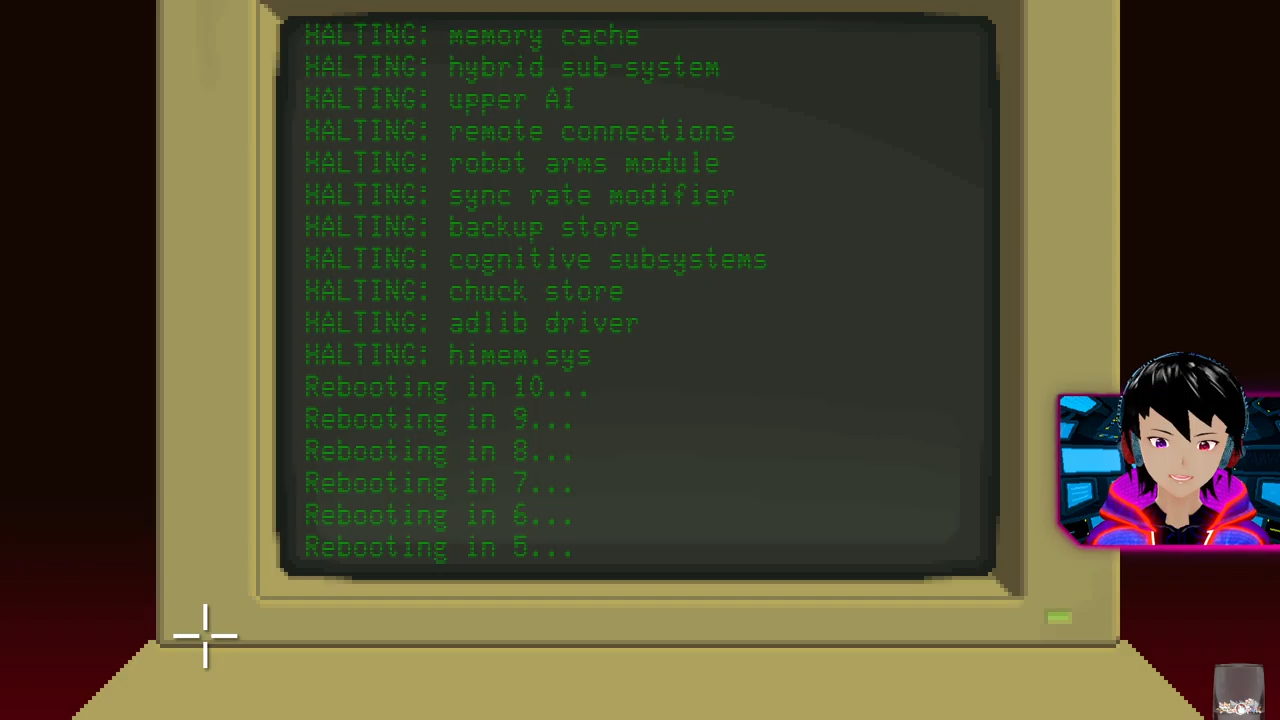 HALTING: memory cache
HALTING: hybrid sub-system
HALTING: upper AI
HALTING: remote connections
HALTING: robot arms module
HALTING: sync rate modifier
HALTING: backup store
HALTING: cognitive subsystems
HALTING: chuck store
HALTING: adlib driver
HALTING: himem.sys
Rebooting in 10...
Rebooting in 9...
Rebooting in 8...
Rebooting in 7...
Rebooting in 6...
Rebooting in 5...